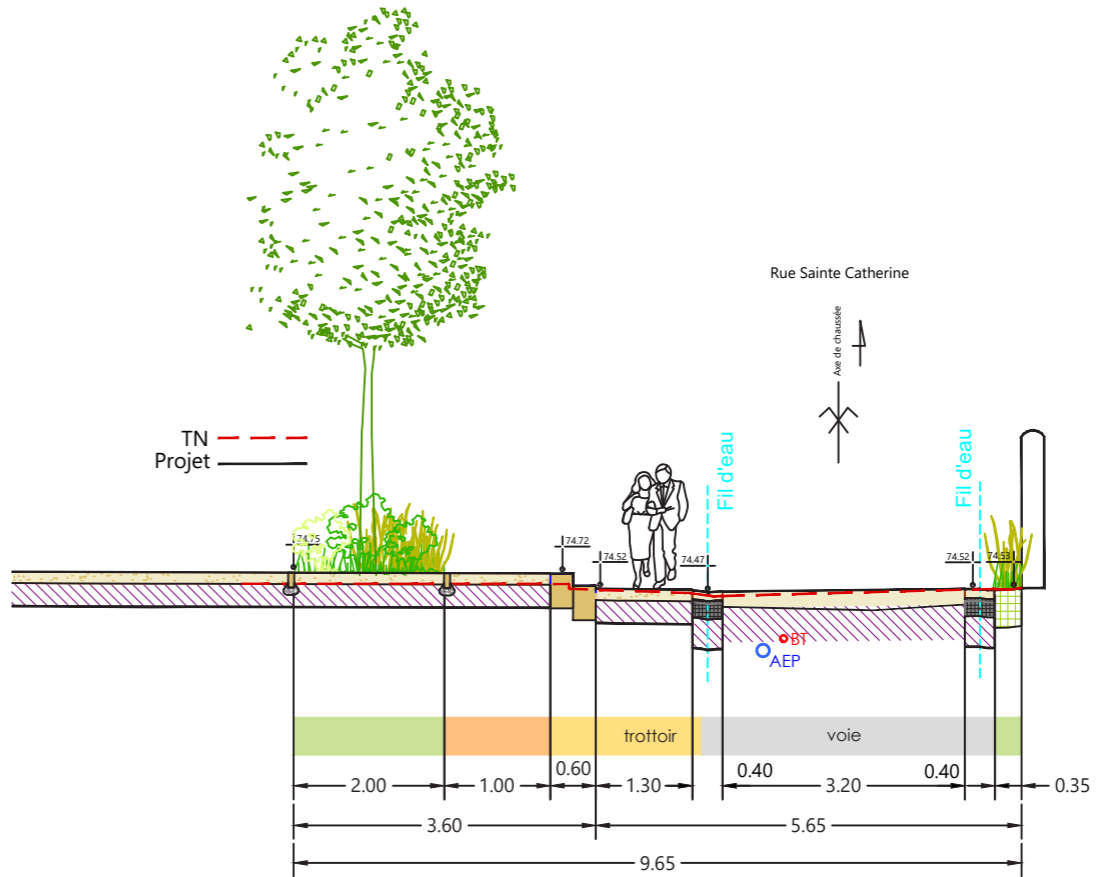 Rue Sainte Catherine
Axe de chaussée
TN
Projet
Fil d'eau
Fil d'eau
74.75
74.72
74.52
74.47
74.52
74.53
BT
AEP
trottoir
voie
2.00
1.00
0.60
1.30
0.40
3.20
0.40
0.35
3.60
5.65
9.65